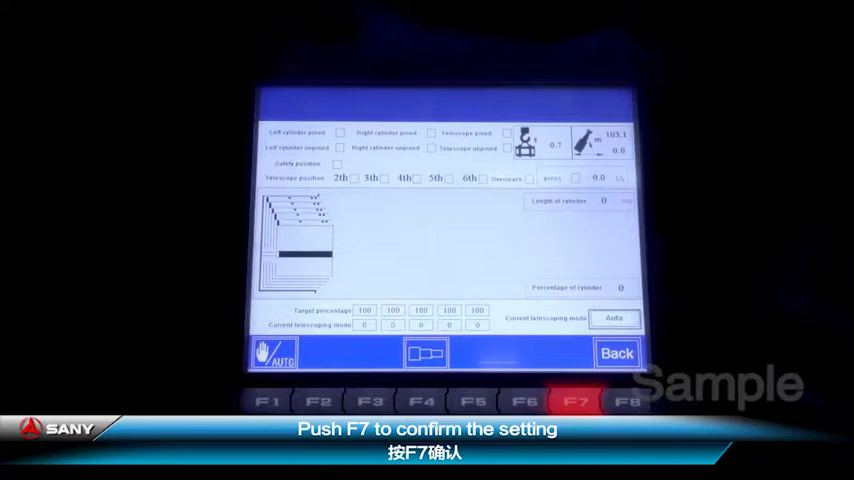 Left cylinder pined Right cylinder pined Telescope pined
Left cylinder unpined Right cylinder unpined Telescope unpined
t 0.7 m 103.1
0.0
Safety position
Telescope position 2th 3th 4th 5th 6th Overreach press 0.0
Length of cylinder 0 mm
Percentage of cylinder 0
Target percentage 100 100 100 100 100
Current telescoping mode 0 0 0 0 0
Current telescoping mode Auto
/AUTO Back
F1 F2 F3 F4 F5 F6 F7 F8
Sample
SANY
Push F7 to confirm the setting
按F7确认